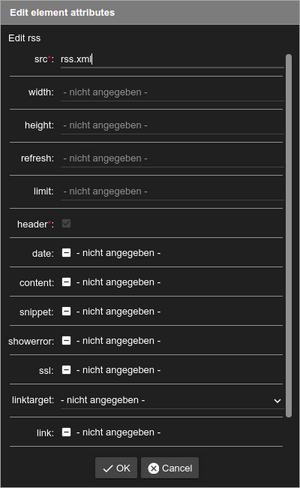 Edit element attributes
Edit rss
src*: rss.xml
width: - nicht angegeben -
height: - nicht angegeben -
refresh: - nicht angegeben -
limit: - nicht angegeben -
header*:
date: - nicht angegeben -
content: - nicht angegeben -
snippet: - nicht angegeben -
showerror: - nicht angegeben -
ssl: - nicht angegeben -
linktarget: - nicht angegeben -
link: - nicht angegeben -
OK Cancel